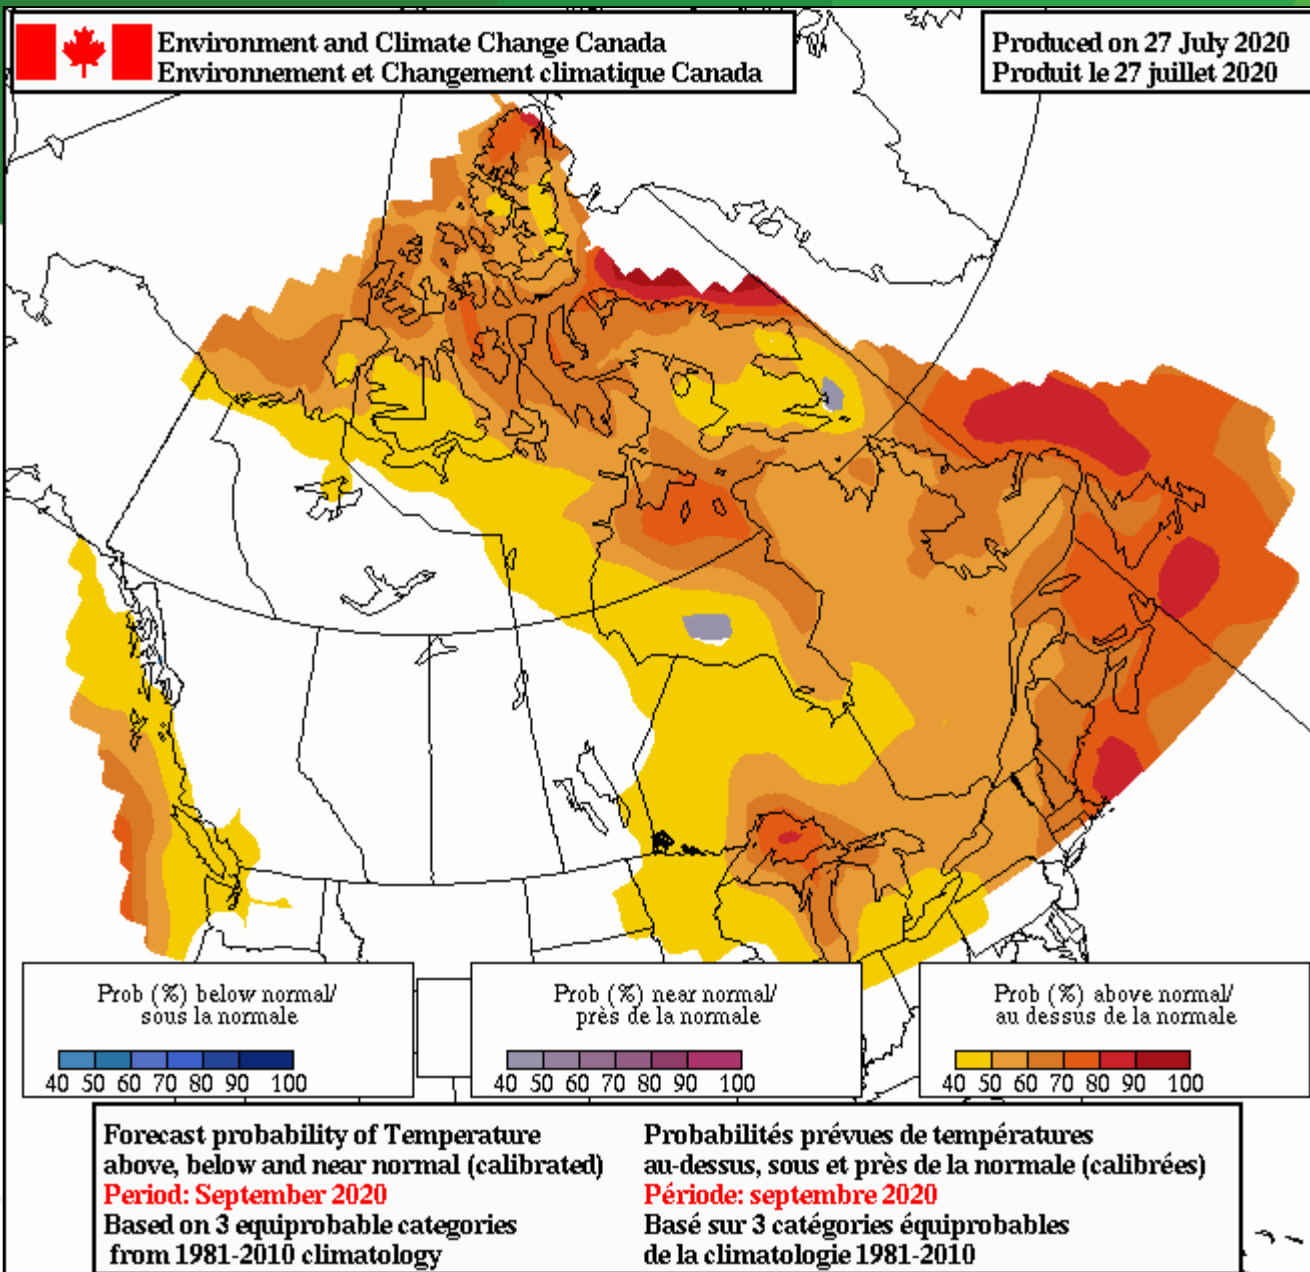 Environment and Climate Change Canada
Environnement et Changement climatique Canada
Produced on 27 July 2020
Produit le 27 juillet 2020
Prob (%) below normal/
sous la normale
40 50 60 70 80 90 100
Prob (%) near normal/
près de la normale
40 50 60 70 80 90 100
Prob (%) above normal/
au dessus de la normale
40 50 60 70 80 90 100
Forecast probability of Temperature
above, below and near normal (calibrated)
Period: September 2020
Based on 3 equiprobable categories
from 1981-2010 climatology
Probabilités prévues de températures
au-dessus, sous et près de la normale (calibrées)
Période: septembre 2020
Basé sur 3 catégories équiprobables
de la climatologie 1981-2010